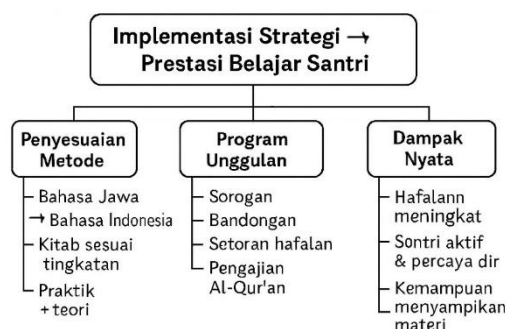 Implementasi Strategi →
Prestasi Belajar Santri
Penyesuaian
Metode
Bahasa Jawa
→ Bahasa Indonesia
Kitab sesuai
tingkatan
Praktik
+ teori
Program
Unggulan
Sorogan
Bandongan
Setoran hafalan
Pengajian
Al-Qur'an
Dampak
Nyata
Hafalann
meningkat
Sontri aktif
& percaya dir
Kemampuan
menyampikan
materi